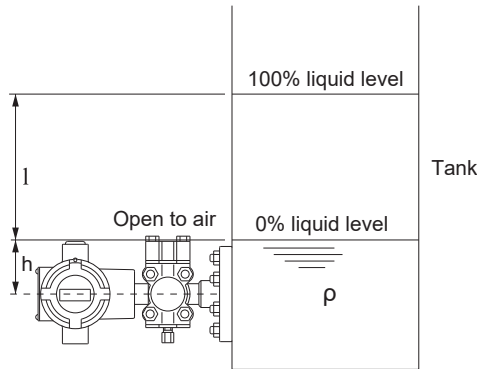 100% liquid level
l
Tank
Open to air
0% liquid level
h
ρ